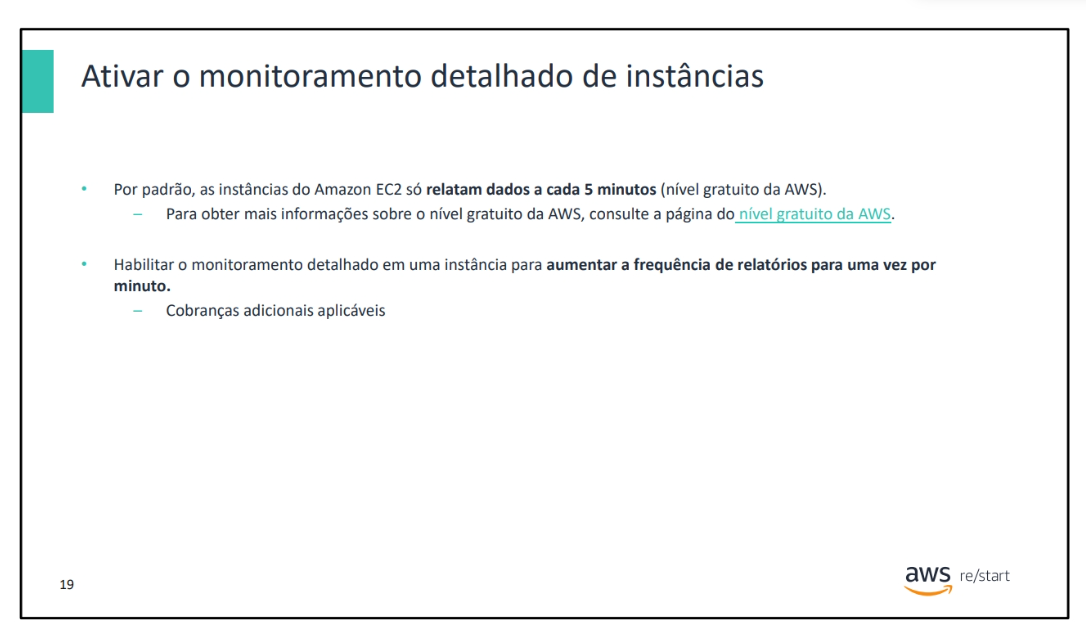 Ativar o monitoramento detalhado de instâncias
• Por padrão, as instâncias do Amazon EC2 só relatam dados a cada 5 minutos (nível gratuito da AWS).
– Para obter mais informações sobre o nível gratuito da AWS, consulte a página do nível gratuito da AWS.
• Habilitar o monitoramento detalhado em uma instância para aumentar a frequência de relatórios para uma vez por
minuto.
– Cobranças adicionais aplicáveis
19
aws re/start